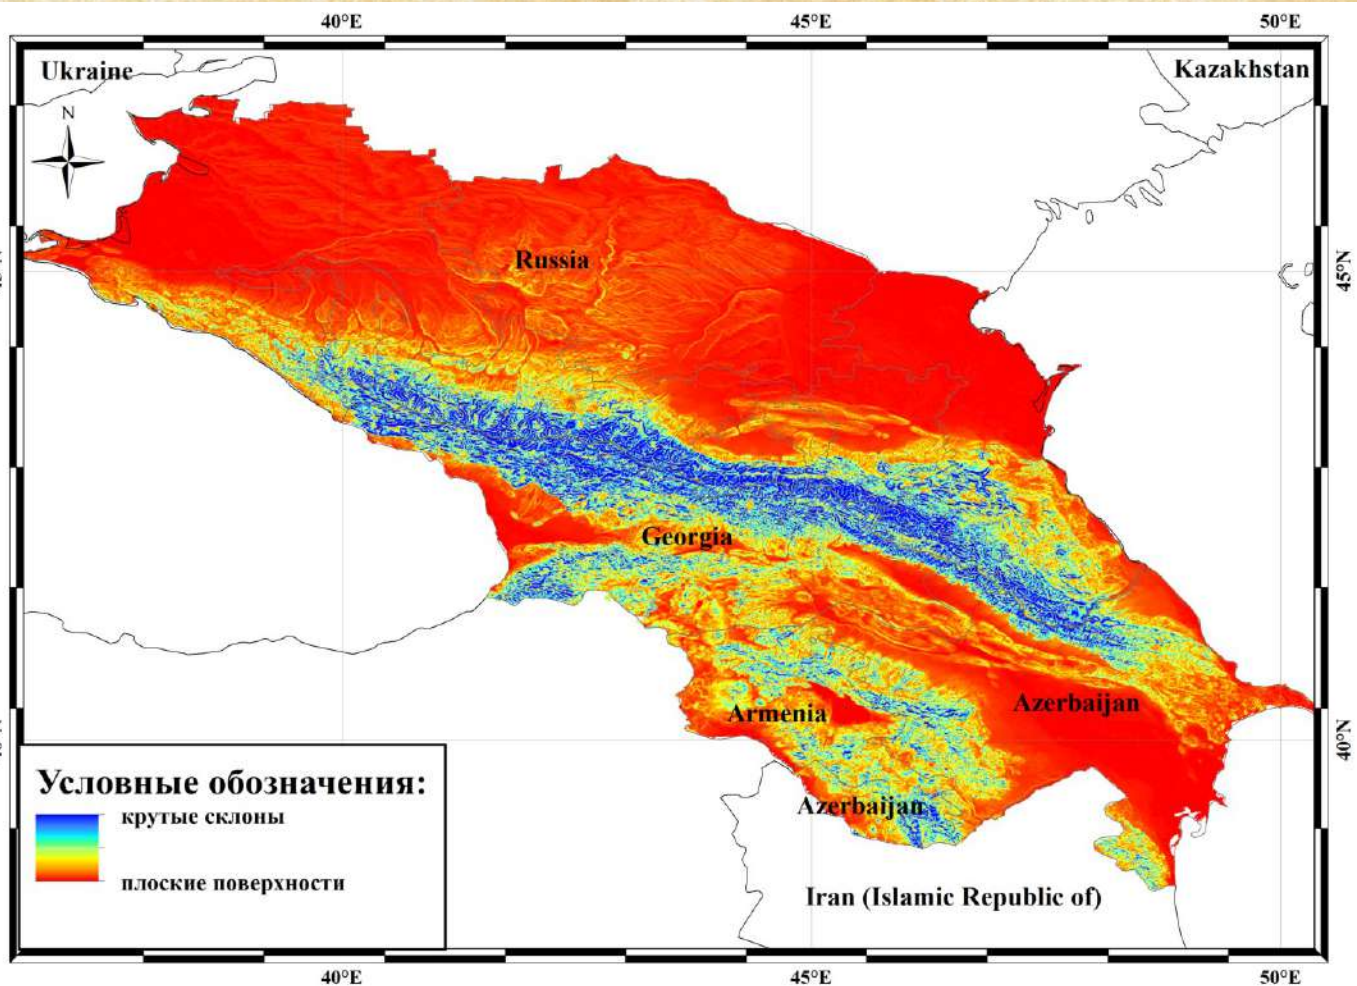 40°E 45°E 50°E
Ukraine
Kazakhstan
N
Russia
45°N
Georgia
Armenia
Azerbaijan
40°N
Azerbaijan
Условные обозначения:
крутые склоны
плоские поверхности
Iran (Islamic Republic of)
40°E 45°E 50°E